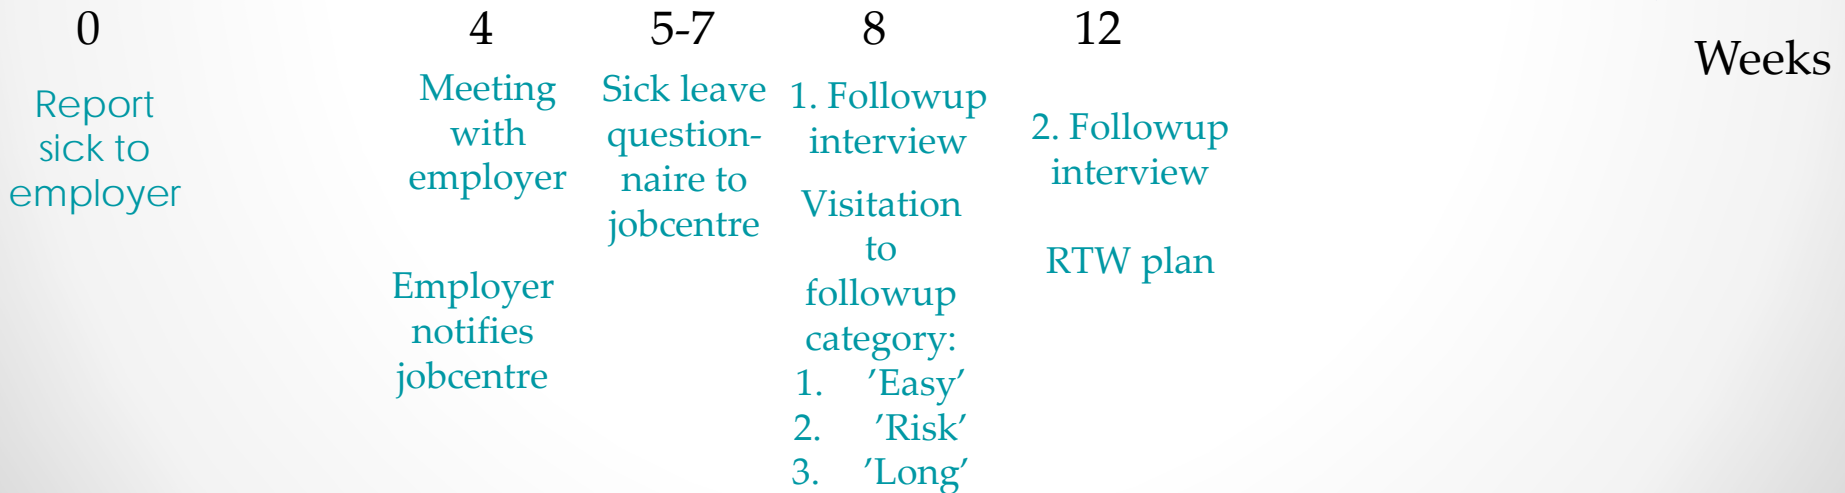 0
4
5-7
8
12
Weeks
Report
sick to
employer
Meeting
with
employer
Employer
notifies
jobcentre
Sick leave
question-
naire to
jobcentre
1. Followup
interview
Visitation
to
followup
category:
1. ’Easy’
2. ’Risk’
3. ’Long’
2. Followup
interview
RTW plan